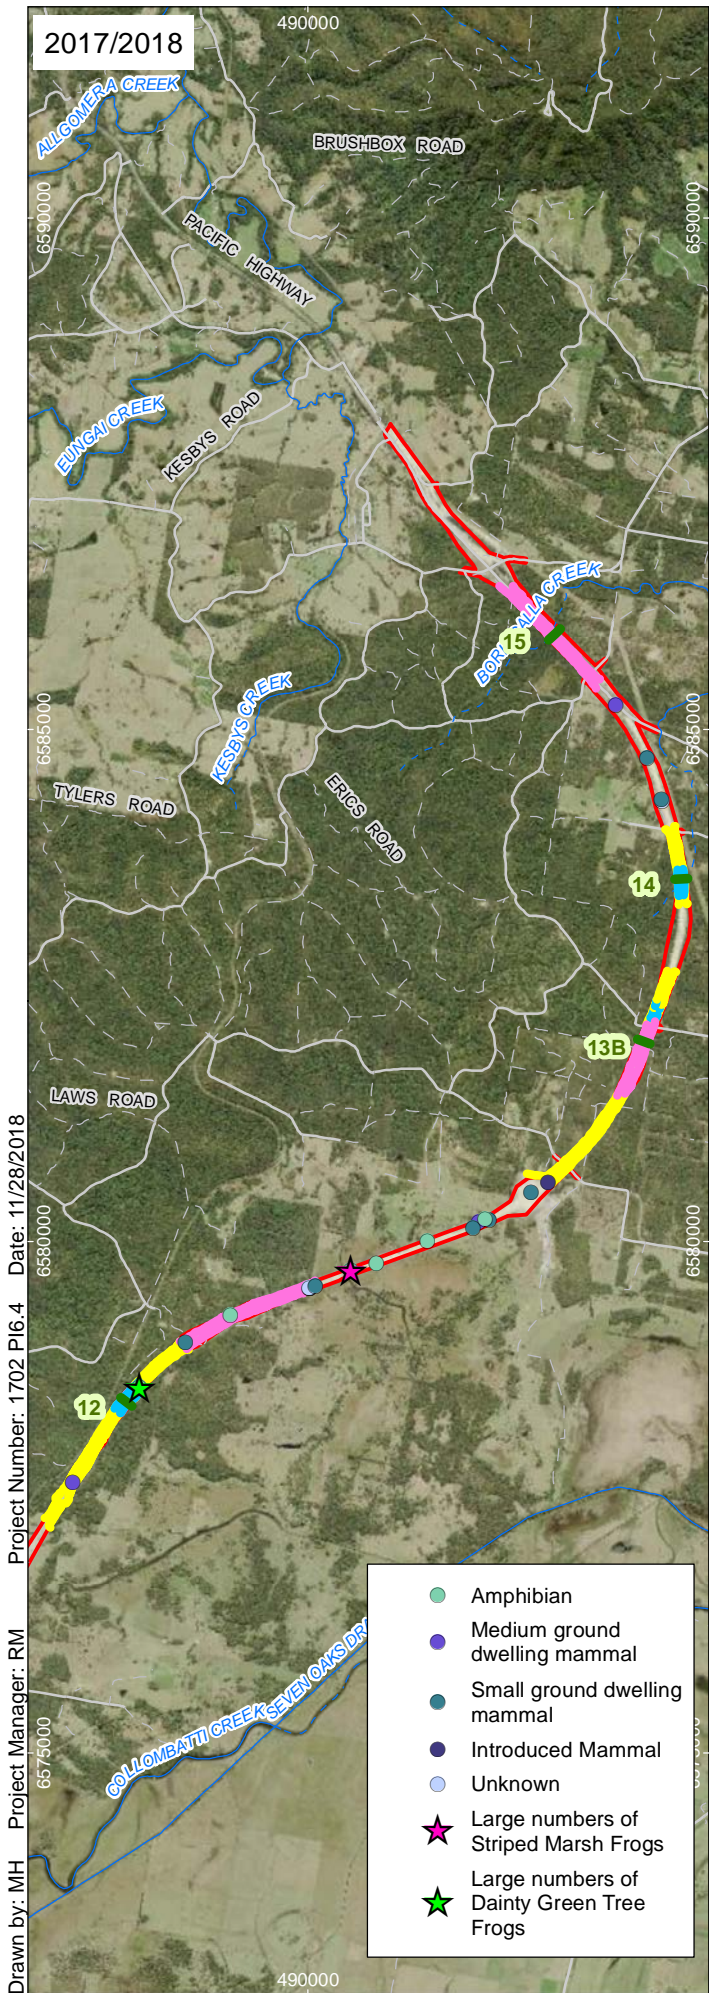 490000
2017/2018
ALLGOMERA CREEK
BRUSHBOX ROAD
6590000
6590000
PACIFIC HIGHWAY
EUNGAI CREEK
KESBYS ROAD
15
6585000
6585000
KESBYS CREEK
TYLERS ROAD
ERICS ROAD
14
13B
LAWS ROAD
6580000
6580000
12
COLLOMBATTI CREEK
SEVEN OAKS
6575000
Amphibian
Medium ground
dwelling mammal
Small ground dwelling
mammal
Introduced Mammal
Unknown
Large numbers of
Striped Marsh Frogs
Large numbers of
Dainty Green Tree
Frogs
490000
Drawn by: MH Project Manager: RM Project Number: 1702 PI6.4 Date: 11/28/2018